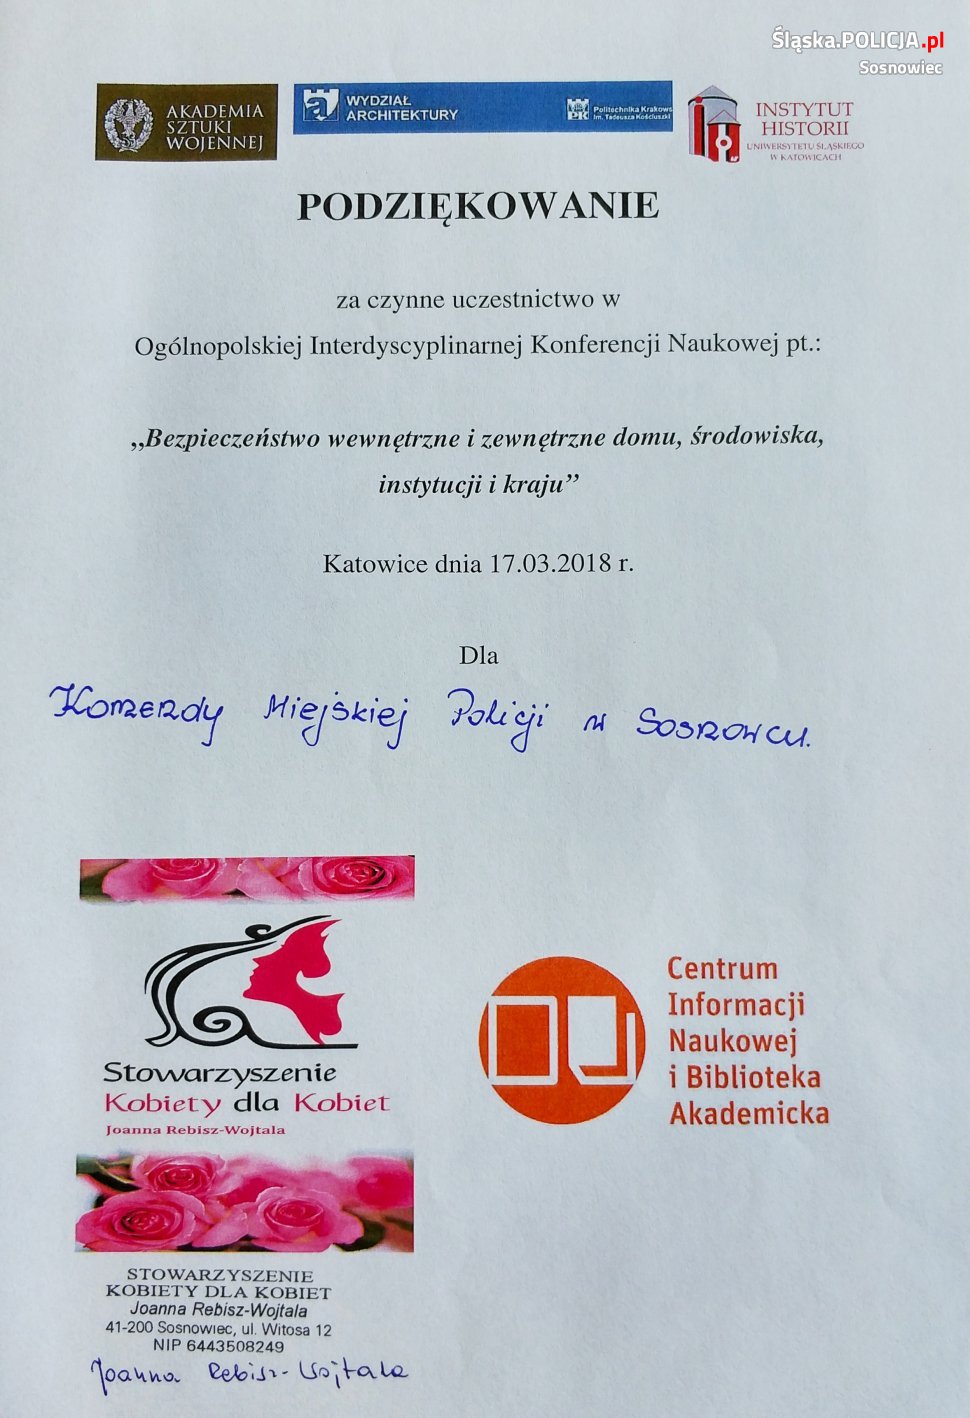 Śląska.POLICJA.pl
Sosnowiec
AKADEMIA
SZTUKI
WOJENNEJ
WYDZIAŁ
ARCHITEKTURY
PK
Politechnika Krakows
im. Tadeusza Kościuszki
INSTYTUT
HISTORII
UNIWERSYTETU ŚLĄSKIEGO
W KATOWICACH
PODZIĘKOWANIE
za czynne uczestnictwo w
Ogólnopolskiej Interdyscyplinarnej Konferencji Naukowej pt.:
„Bezpieczeństwo wewnętrzne i zewnętrzne domu, środowiska,
instytucji i kraju”
Katowice dnia 17.03.2018 r.
Dla
Komendy Miejskiej Policji w Sosnowcu.
Stowarzyszenie
Kobiety dla Kobiet
Joanna Rebisz-Wojtala
Centrum
Informacji
Naukowej
i Biblioteka
Akademicka
STOWARZYSZENIE
KOBIETY DLA KOBIET
Joanna Rebisz-Wojtala
41-200 Sosnowiec, ul. Witosa 12
NIP 6443508249
Joanna Rebisz-Wojtala